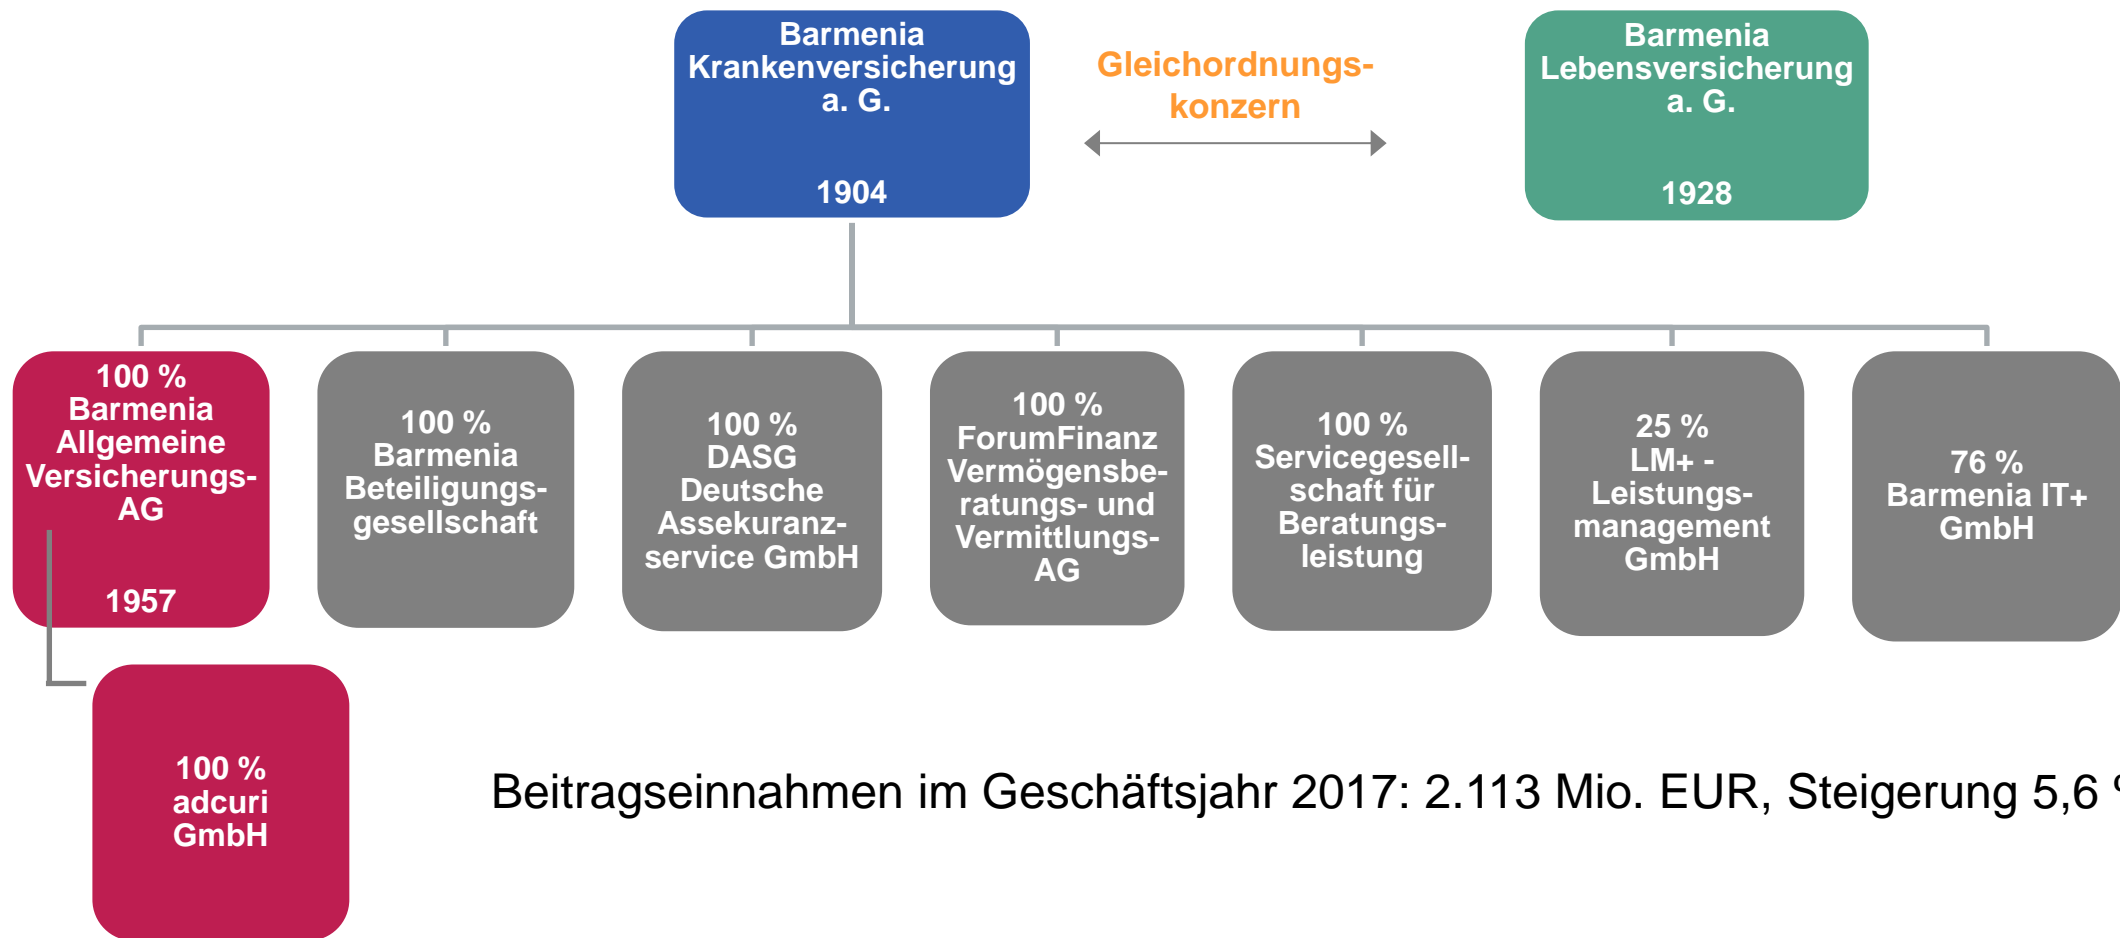 Barmenia
Krankenversicherung
a. G.
1904
Gleichordnungs-
konzern
Barmenia
Lebensversicherung
a. G.
1928
100 %
Barmenia
Allgemeine
Versicherungs-
AG
1957
100 %
Barmenia
Beteiligungs-
gesellschaft
100 %
DASG
Deutsche
Assekuranz-
service GmbH
100 %
ForumFinanz
Vermögensbe-
ratungs- und
Vermittlungs-
AG
100 %
Servicegesell-
schaft für
Beratungs-
leistung
25 %
LM+ -
Leistungs-
management
GmbH
76 %
Barmenia IT+
GmbH
100 %
adcuri
GmbH
Beitragseinnahmen im Geschäftsjahr 2017: 2.113 Mio. EUR, Steigerung 5,6 %